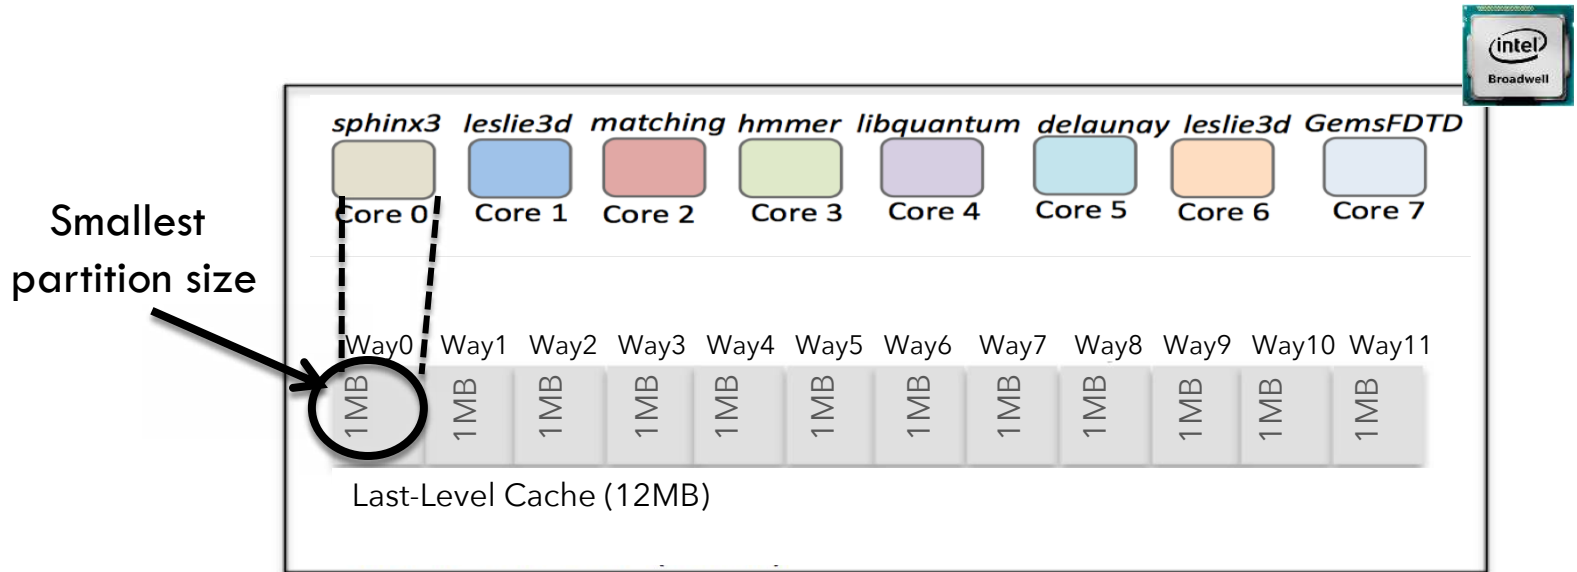 intel
Broadwell
sphinx3 leslie3d matching hmmer libquantum delaunay leslie3d GemsFDTD
Core 0 Core 1 Core 2 Core 3 Core 4 Core 5 Core 6 Core 7
Smallest
partition size
Way0 Way1 Way2 Way3 Way4 Way5 Way6 Way7 Way8 Way9 Way10 Way11
1MB 1MB 1MB 1MB 1MB 1MB 1MB 1MB 1MB 1MB 1MB 1MB
Last-Level Cache (12MB)